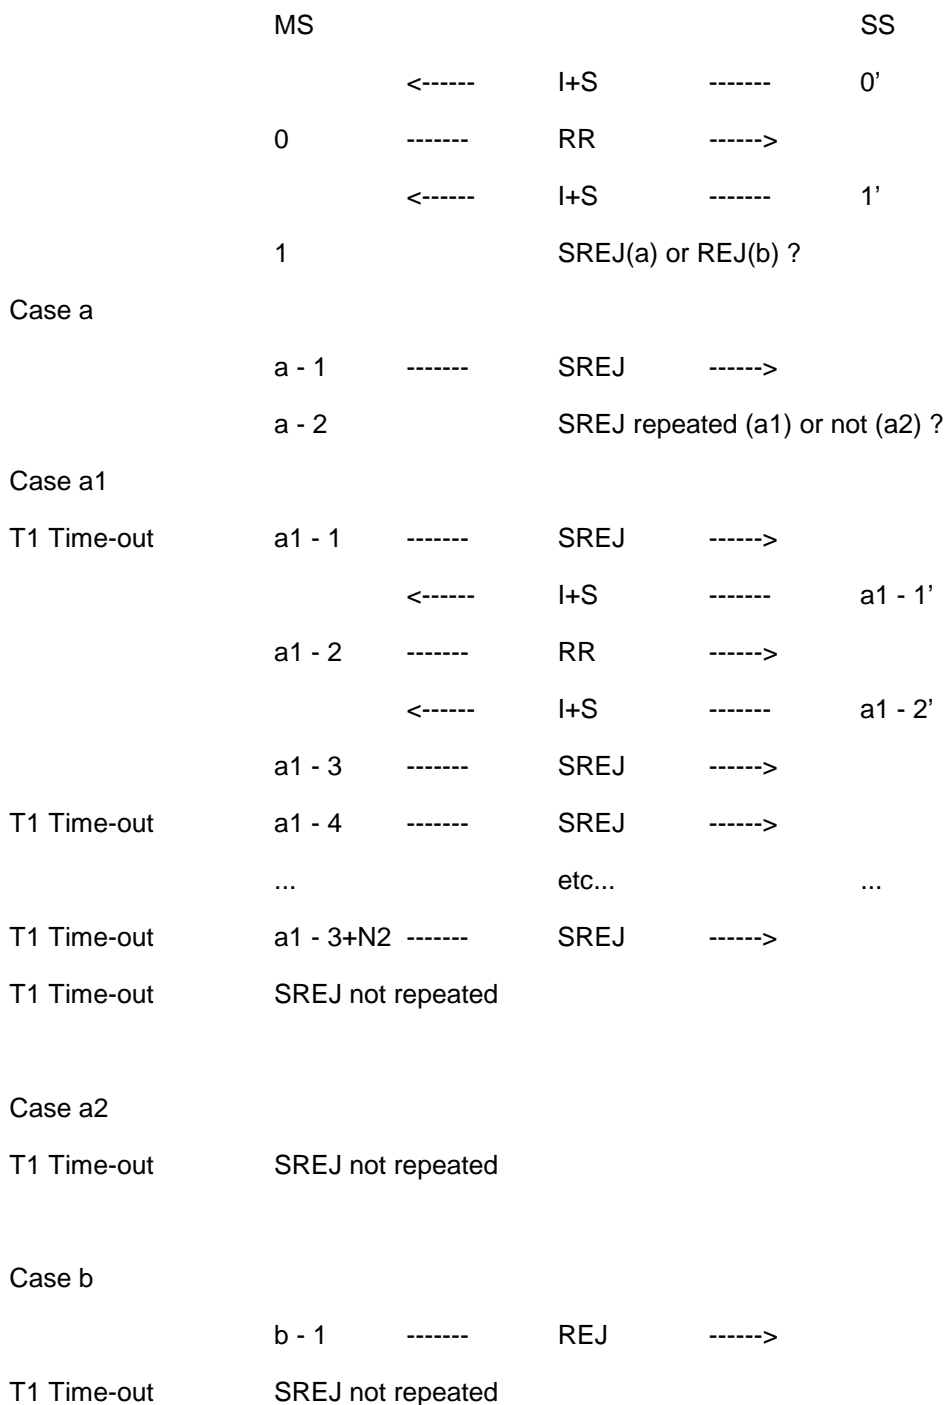 MS SS
<------ I+S ------- 0’
0 ------- RR ------>
<------ I+S ------- 1’
1 SREJ(a) or REJ(b) ?
Case a
a - 1 ------- SREJ ------>
a - 2 SREJ repeated (a1) or not (a2) ?
Case a1
T1 Time-out a1 - 1 ------- SREJ ------>
<------ I+S ------- a1 - 1’
a1 - 2 ------- RR ------>
<------ I+S ------- a1 - 2’
a1 - 3 ------- SREJ ------>
T1 Time-out a1 - 4 ------- SREJ ------>
... etc... ...
T1 Time-out a1 - 3+N2 ------- SREJ ------>
T1 Time-out SREJ not repeated
Case a2
T1 Time-out SREJ not repeated
Case b
b - 1 ------- REJ ------>
T1 Time-out SREJ not repeated